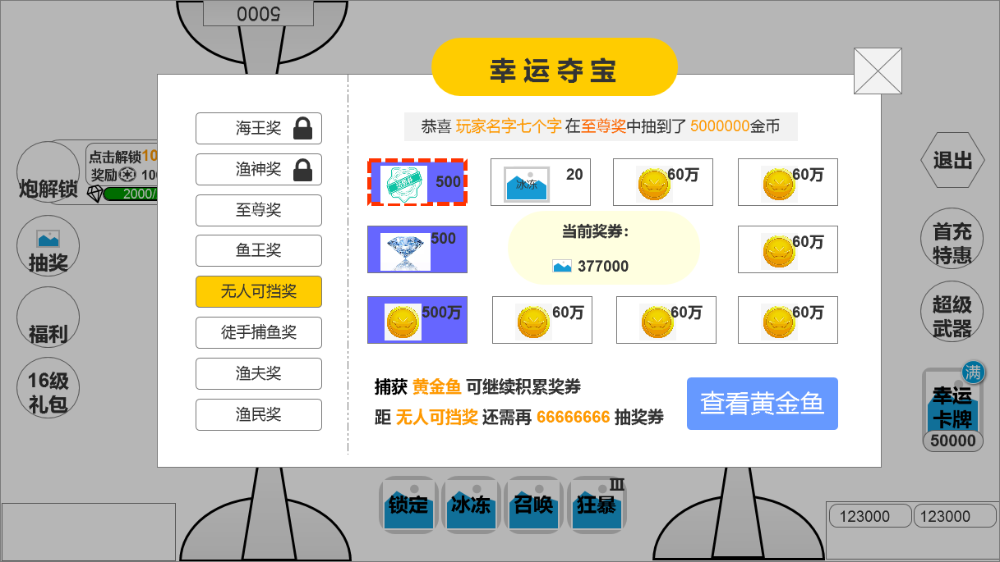 5000
幸运夺宝
恭喜 玩家名字七个字 在至尊奖中抽到了 5000000金币
海王奖
渔神奖
至尊奖
鱼王奖
无人可挡奖
徒手捕鱼奖
渔夫奖
渔民奖
500
冰冻
20
60万
60万
500
当前奖券：
377000
60万
500万
60万
60万
60万
捕获 黄金鱼 可继续积累奖券
距 无人可挡奖 还需再 66666666 抽奖券
查看黄金鱼
炮解锁
点击解锁10
奖励 100
2000/
抽奖
福利
16级
礼包
退出
首充
特惠
超级
武器
满
幸运
卡牌
50000
锁定
冰冻
召唤
狂暴
III
123000
123000